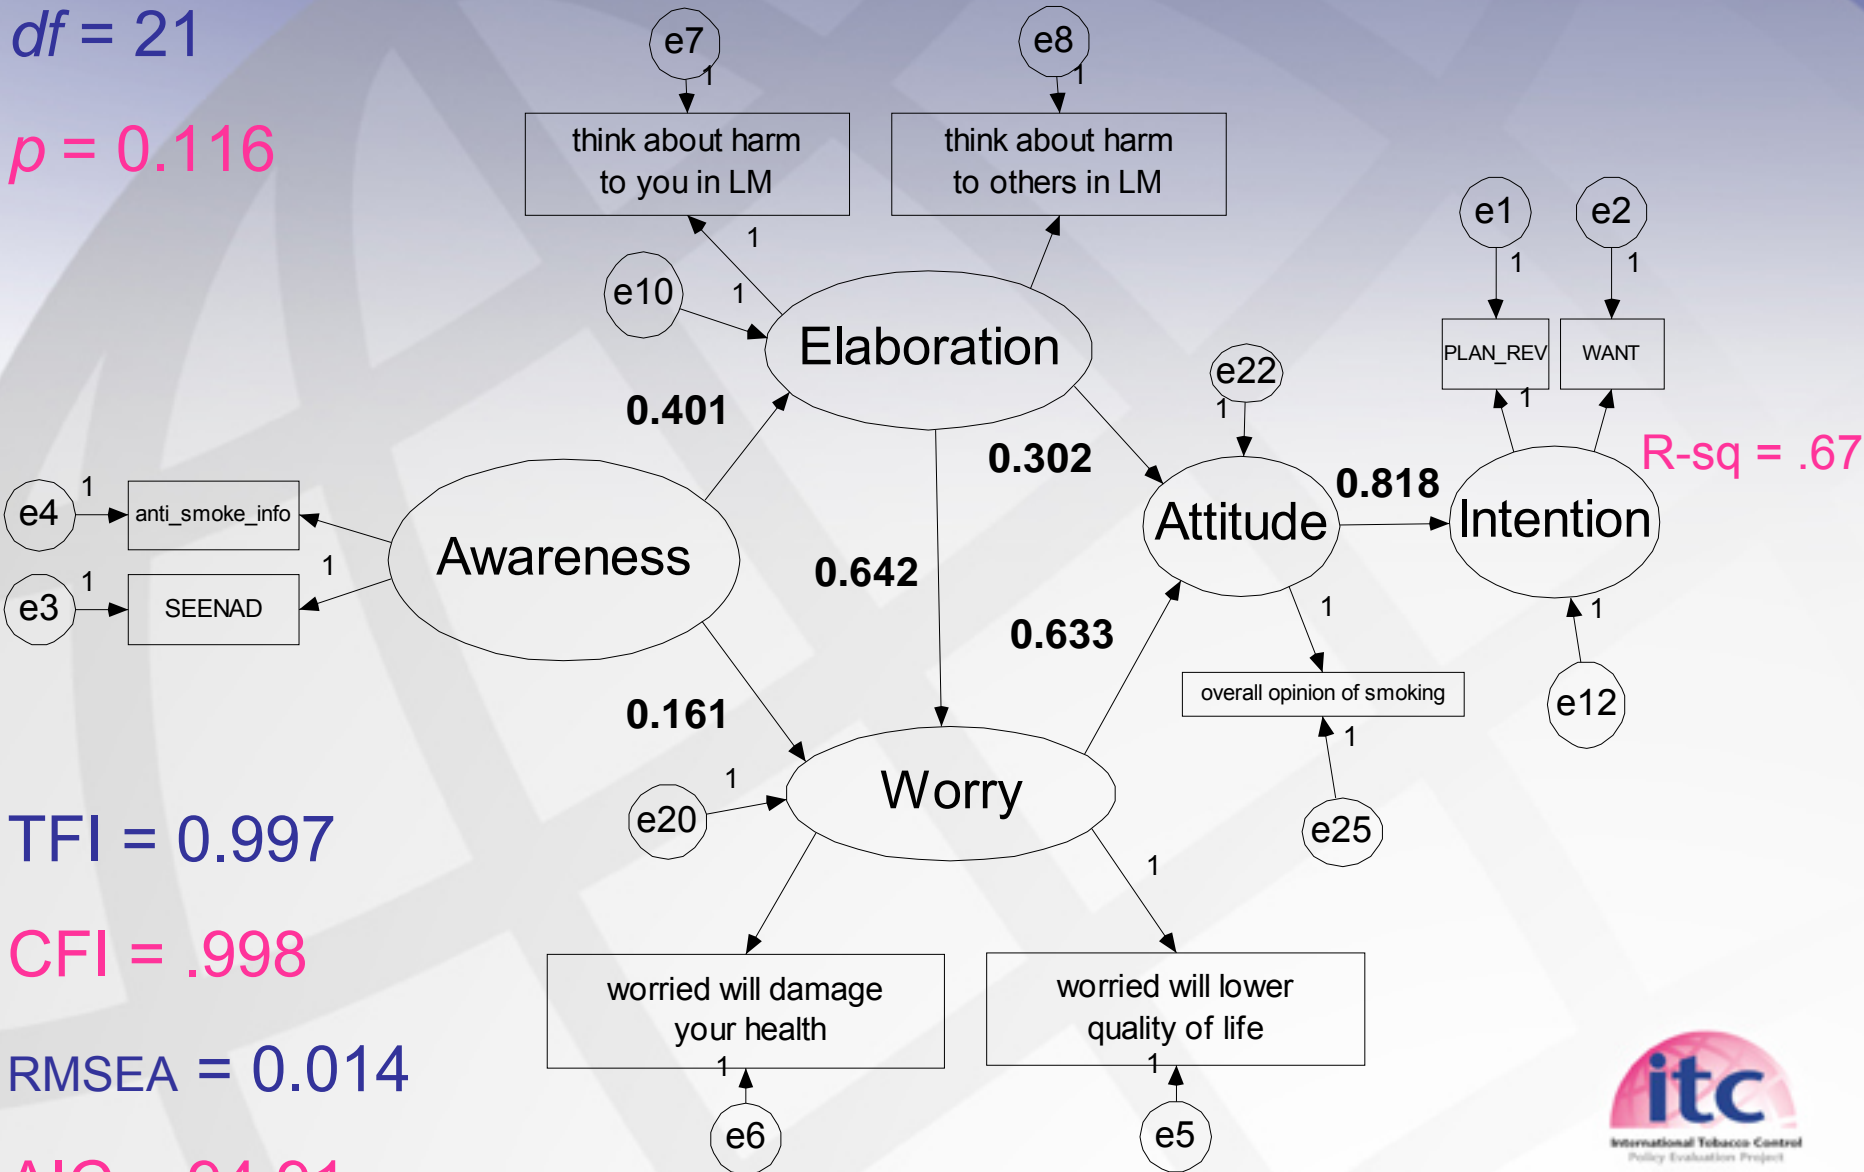 df = 21
p = 0.116
e7
1
e8
1
think about harm
to you in LM
think about harm
to others in LM
1
e10
1
Elaboration
e1
1
e2
1
PLAN_REV
WANT
1
e22
1
0.401
0.302
R-sq = .67
e4
1
anti_smoke_info
e3
1
SEENAD
1
Awareness
Attitude
0.818
Intention
0.642
0.633
1
overall opinion of smoking
1
e25
1
e12
0.161
1
e20
Worry
1
TFI = 0.997
CFI = .998
RMSEA = 0.014
worried will damage
your health
1
e6
worried will lower
quality of life
1
e5
itc
International Tobacco Control
Policy Evaluation Project